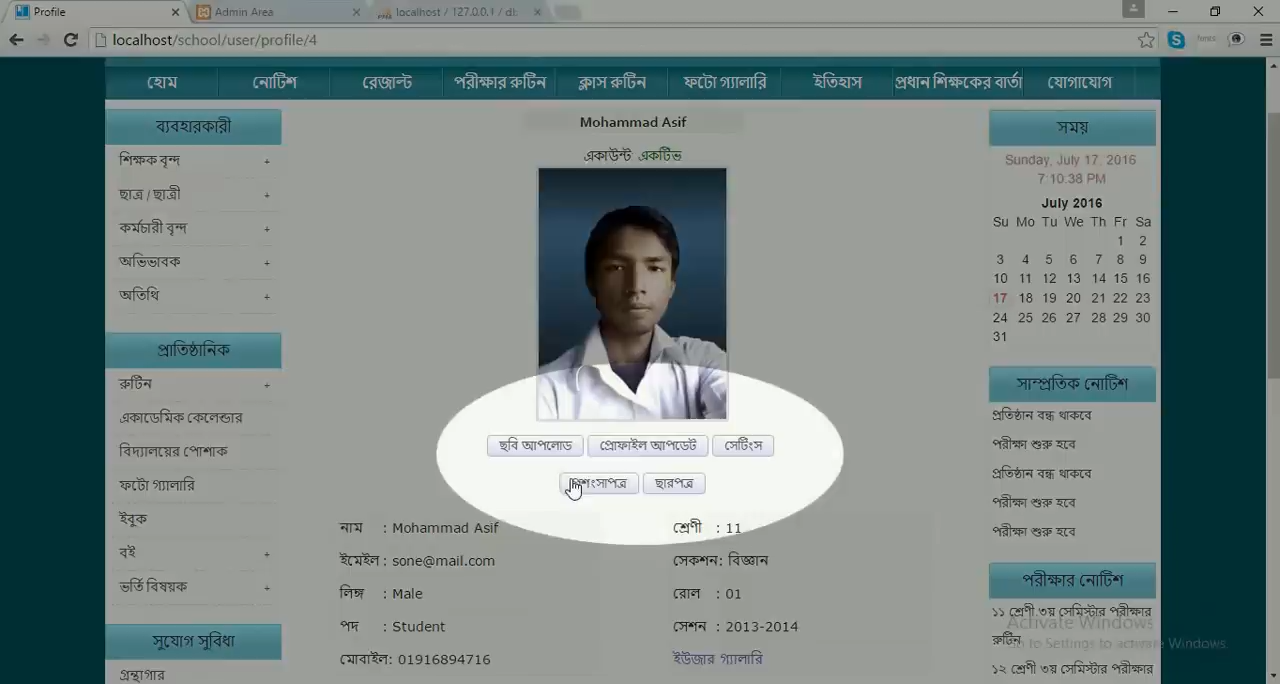 Profile
Admin Area
localhost / 127.0.0.1 /
localhost/school/user/profile/4
হোম নোটিশ রেজাল্ট পরীক্ষার রুটিন ক্লাস রুটিন ফটো গ্যালারি ইতিহাস প্রধান শিক্ষকের বার্তা যোগাযোগ
ব্যবহারকারী
শিক্ষক বৃন্দ +
ছাত্র / ছাত্রী +
কর্মচারী বৃন্দ +
অভিভাবক +
অতিথি +
প্রাতিষ্ঠানিক
রুটিন +
একাডেমিক কেলেন্ডার
বিদ্যালয়ের পোশাক
ফটো গ্যালারি
ইবুক
বই +
ভর্তি বিষয়ক +
সুযোগ সুবিধা
গ্রন্থাগার
Mohammad Asif
একাউন্ট একটিভ
ছবি আপলোড প্রোফাইল আপডেট সেটিংস
ছারপত্র
নাম : Mohammad Asif
ইমেইল : sone@mail.com
লিঙ্গ : Male
পদ : Student
মোবাইল: 01916894716
শ্রেণী : 11
সেকশন: বিজ্ঞান
রোল : 01
সেশন : 2013-2014
ইউজার গ্যালারি
সময়
Sunday, July 17, 2016
7:10:38 PM
July 2016
Su Mo Tu We Th Fr Sa
1 2
3 4 5 6 7 8 9
10 11 12 13 14 15 16
17 18 19 20 21 22 23
24 25 26 27 28 29 30
31
সাম্প্রতিক নোটিশ
প্রতিষ্ঠান বন্ধ থাকবে
পরীক্ষা শুরু হবে
প্রতিষ্ঠান বন্ধ থাকবে
পরীক্ষা শুরু হবে
পরীক্ষা শুরু হবে
পরীক্ষার নোটিশ
১১ শ্রেণী ৩য় সেমিস্টার পরীক্ষার
রুটিন
১২ শ্রেণী ৩য় সেমিস্টার পরীক্ষার
Activate Windows
Go to Settings to activate Windows.